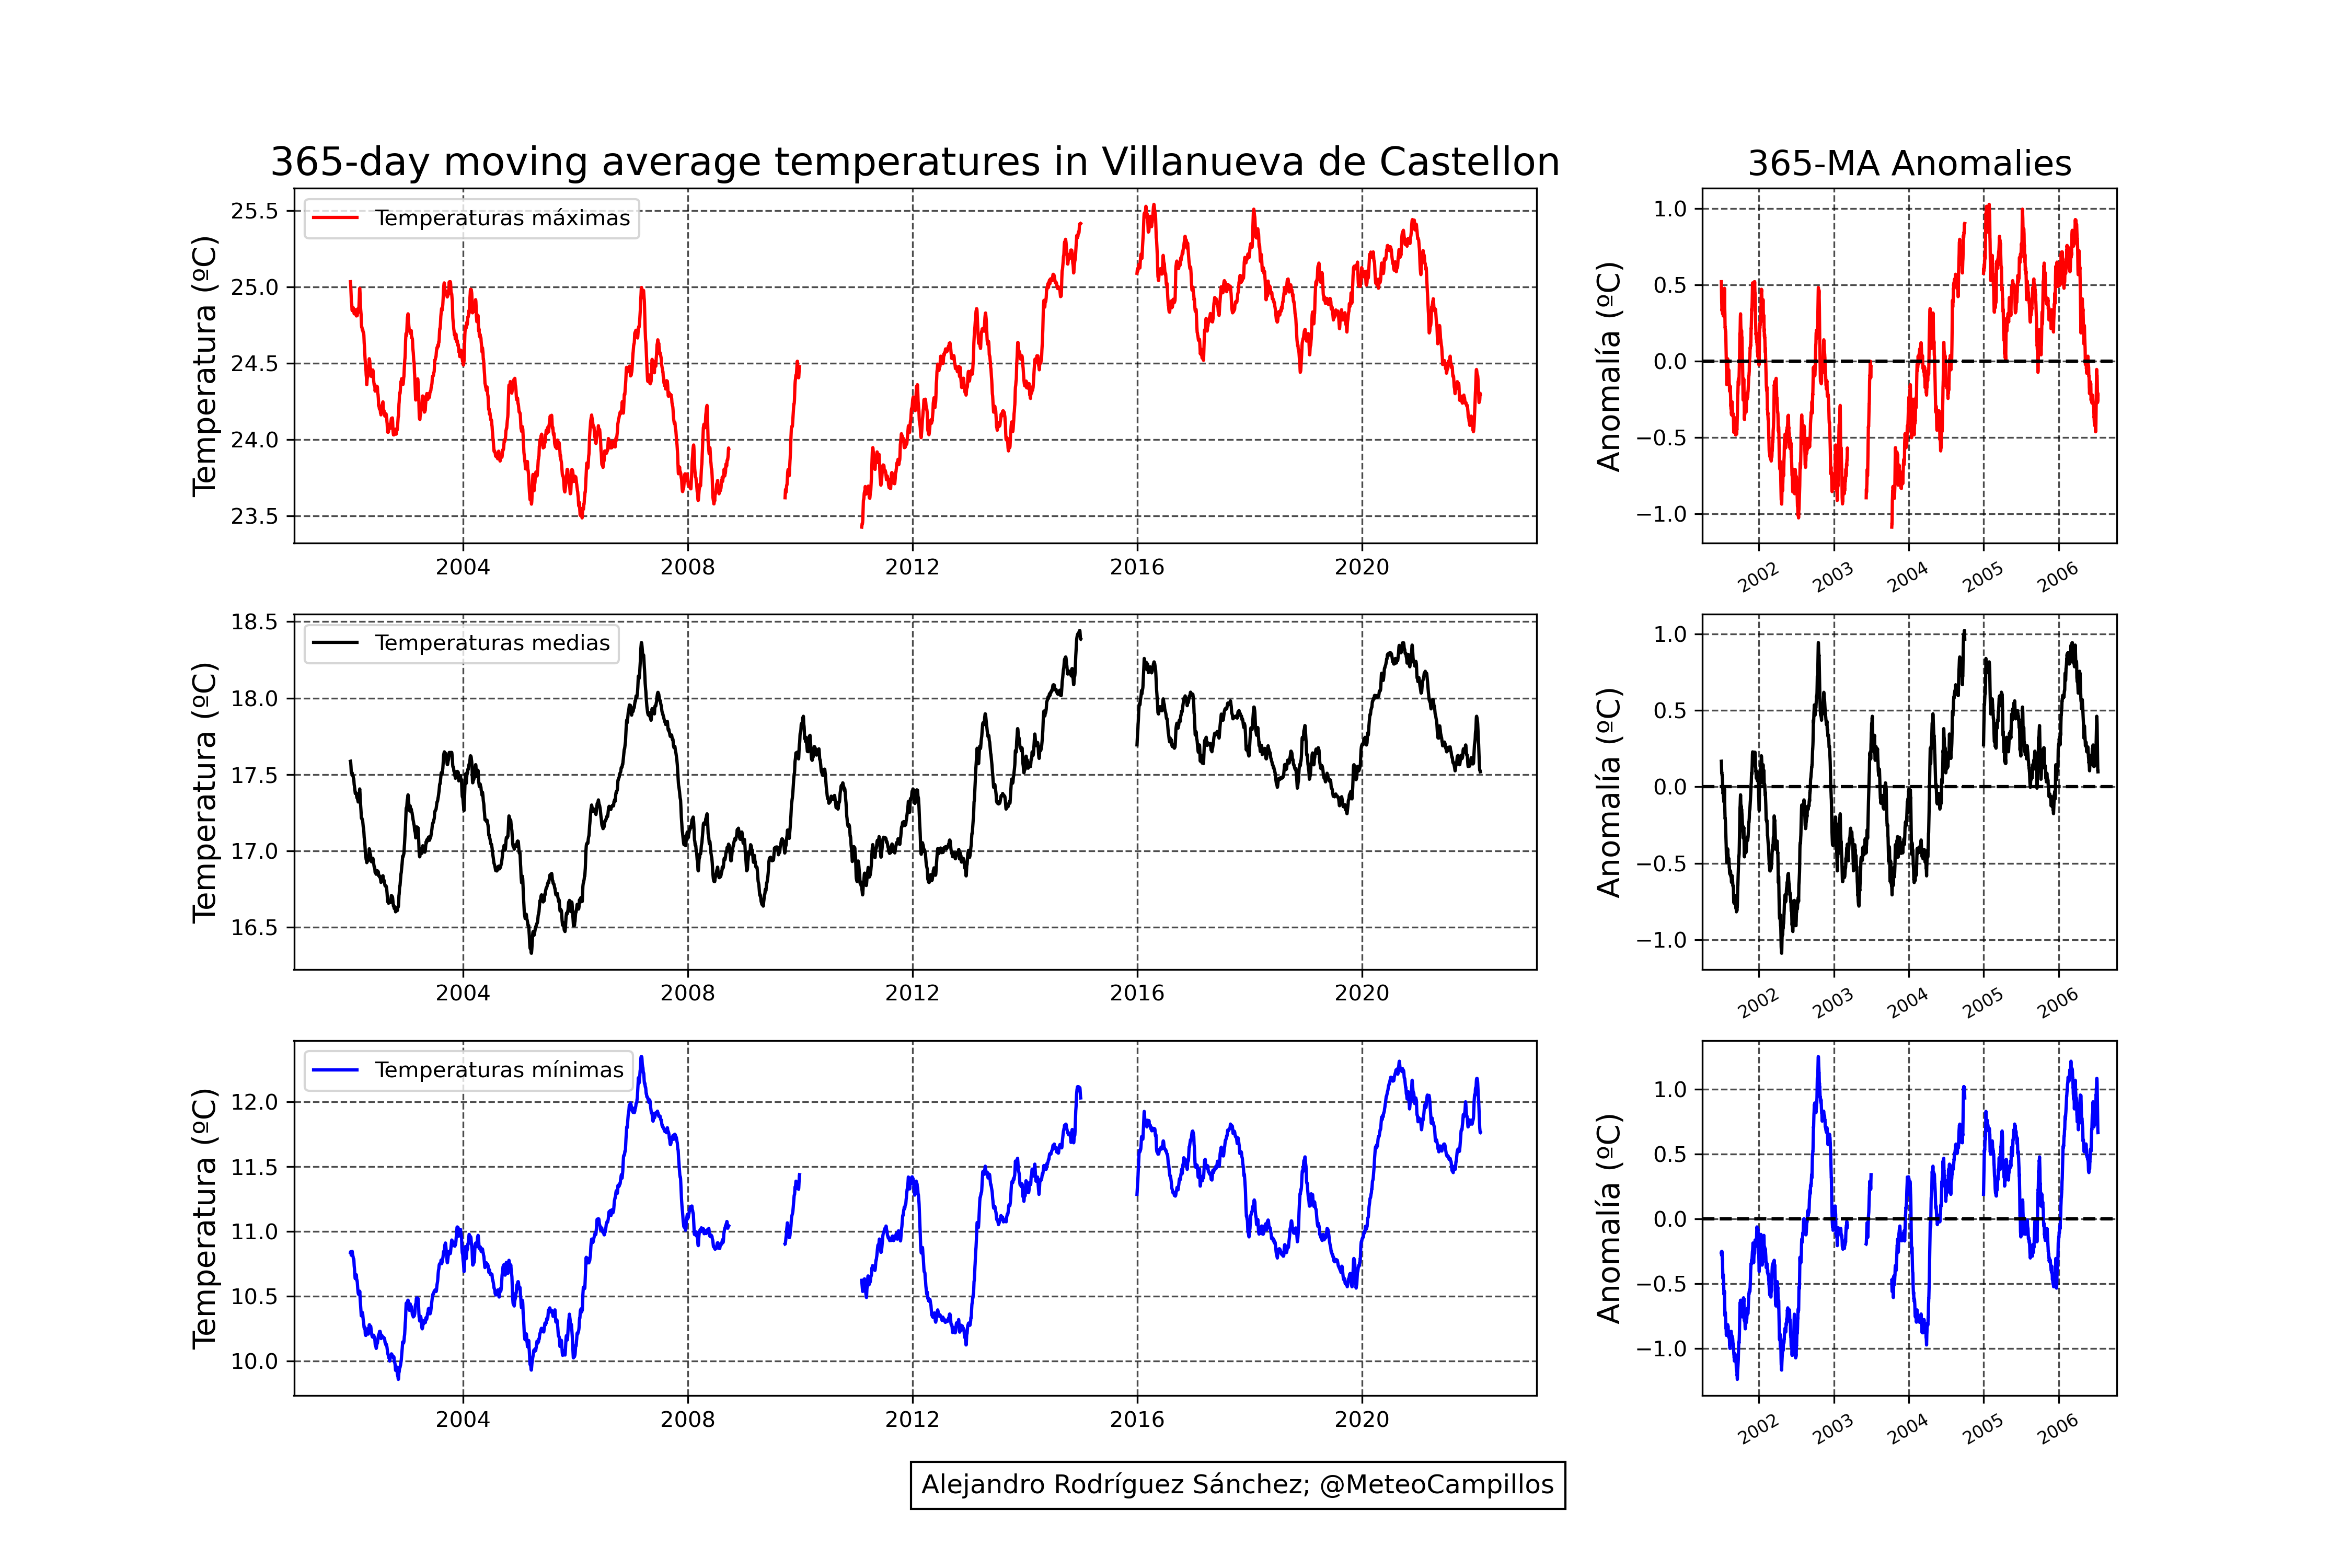 365-day moving average temperatures in Villanueva de Castellon
365-MA Anomalies
Temperatura (ºC)
25.5
25.0
24.5
24.0
23.5
Temperaturas máximas
2004 2008 2012 2016 2020
Anomalía (ºC)
1.0
0.5
0.0
−0.5
−1.0
2002 2003 2004 2005 2006
Temperatura (ºC)
18.5
18.0
17.5
17.0
16.5
Temperaturas medias
2004 2008 2012 2016 2020
Anomalía (ºC)
1.0
0.5
0.0
−0.5
−1.0
2002 2003 2004 2005 2006
Temperatura (ºC)
12.0
11.5
11.0
10.5
10.0
Temperaturas mínimas
2004 2008 2012 2016 2020
Anomalía (ºC)
1.0
0.5
0.0
−0.5
−1.0
2002 2003 2004 2005 2006
Alejandro Rodríguez Sánchez; @MeteoCampillos